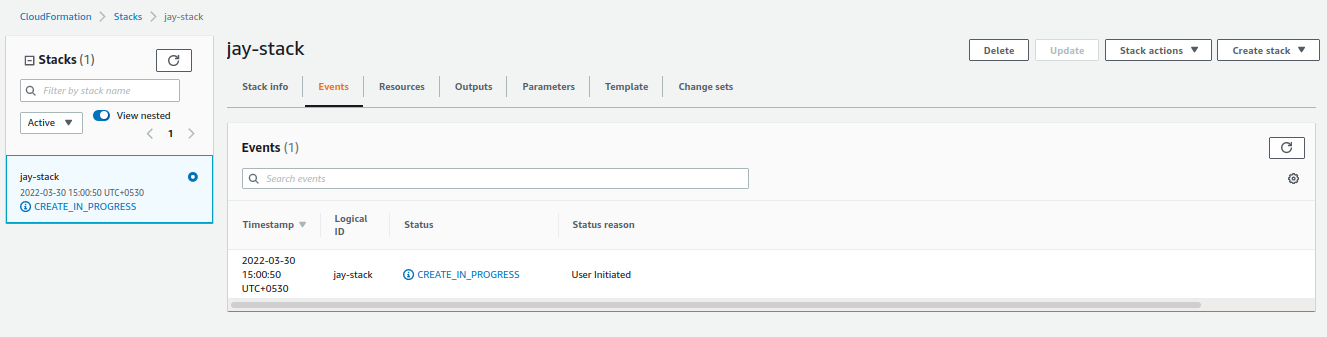 CloudFormation > Stacks > jay-stack
Stacks (1)
Filter by stack name
Active
View nested
1
jay-stack
2022-03-30 15:00:50 UTC+0530
CREATE_IN_PROGRESS
jay-stack
Delete
Update
Stack actions
Create stack
Stack info
Events
Resources
Outputs
Parameters
Template
Change sets
Events (1)
Search events
Timestamp
Logical
ID
Status
Status reason
2022-03-30
15:00:50
UTC+0530
jay-stack
CREATE_IN_PROGRESS
User Initiated